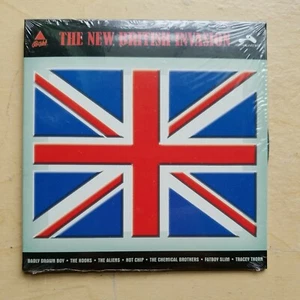 THE NEW BRITISH INVASION
BADLY DRAWN BOY • THE KOOKS • THE ALIENS • HOT CHIP • THE CHEMICAL BROTHERS • FATBOY SLIM • TRACEY THORN